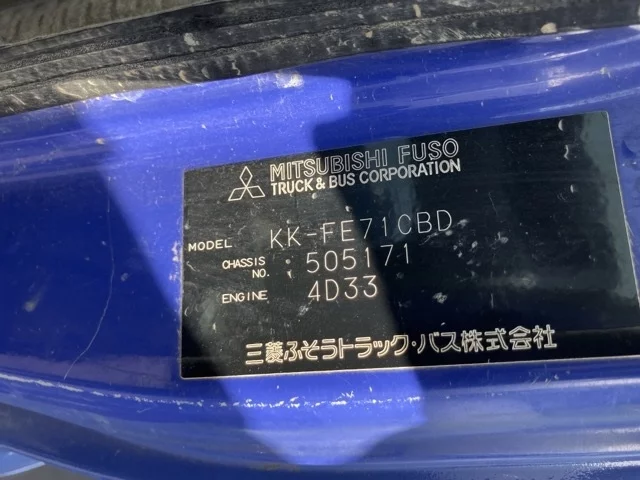 MITSUBISHI FUSO
TRUCK & BUS CORPORATION
MODEL KK-FE71CBD
CHASSIS NO. 505171
ENGINE 4D33
三菱ふそうトラック・バス株式会社